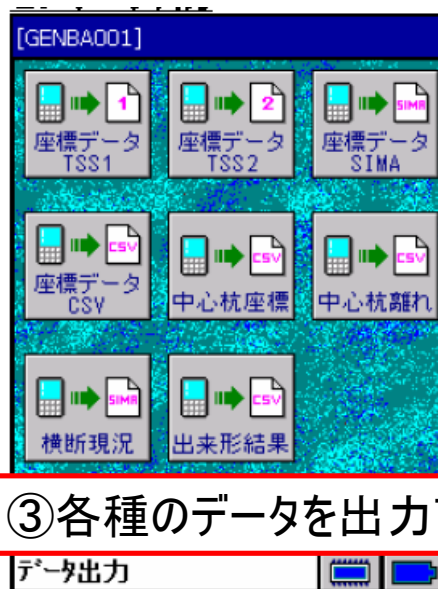 [GENBA001]
1
2
SIMA
座標データ
TSS1
座標データ
TSS2
座標データ
SIMA
CSV
CSV
CSV
座標データ
CSV
中心杭座標
中心杭離れ
SIMA
CSV
横断現況
出来形結果
③各種のデータを出力
データ出力